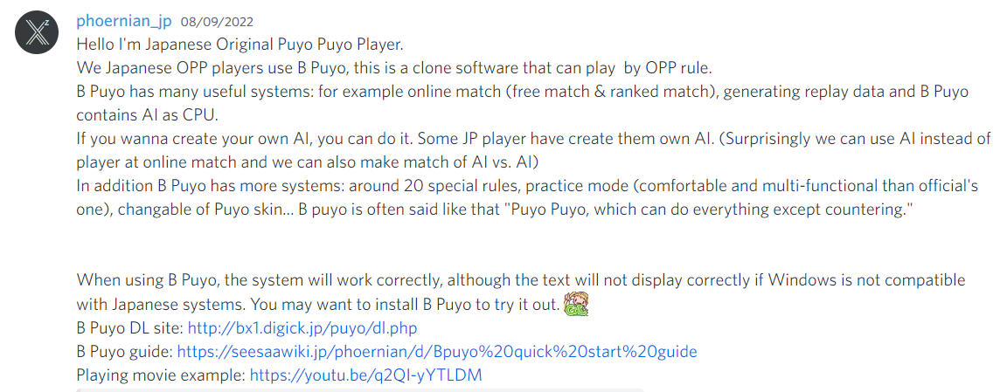 phoernian_jp 08/09/2022
Hello I'm Japanese Original Puyo Puyo Player.
We Japanese OPP players use B Puyo, this is a clone software that can play by OPP rule.
B Puyo has many useful systems: for example online match (free match & ranked match), generating replay data and B Puyo
contains AI as CPU.
If you wanna create your own AI, you can do it. Some JP player have create them own AI. (Surprisingly we can use AI instead of
player at online match and we can also make match of AI vs. AI)
In addition B Puyo has more systems: around 20 special rules, practice mode (comfortable and multi-functional than official's
one), changable of Puyo skin... B puyo is often said like that "Puyo Puyo, which can do everything except countering."
When using B Puyo, the system will work correctly, although the text will not display correctly if Windows is not compatible
with Japanese systems. You may want to install B Puyo to try it out. GL
B Puyo DL site: http://bx1.digick.jp/puyo/dl.php
B Puyo guide: https://seesaawiki.jp/phoernian/d/Bpuyo%20quick%20start%20guide
Playing movie example: https://youtu.be/q2QI-yYTLDM